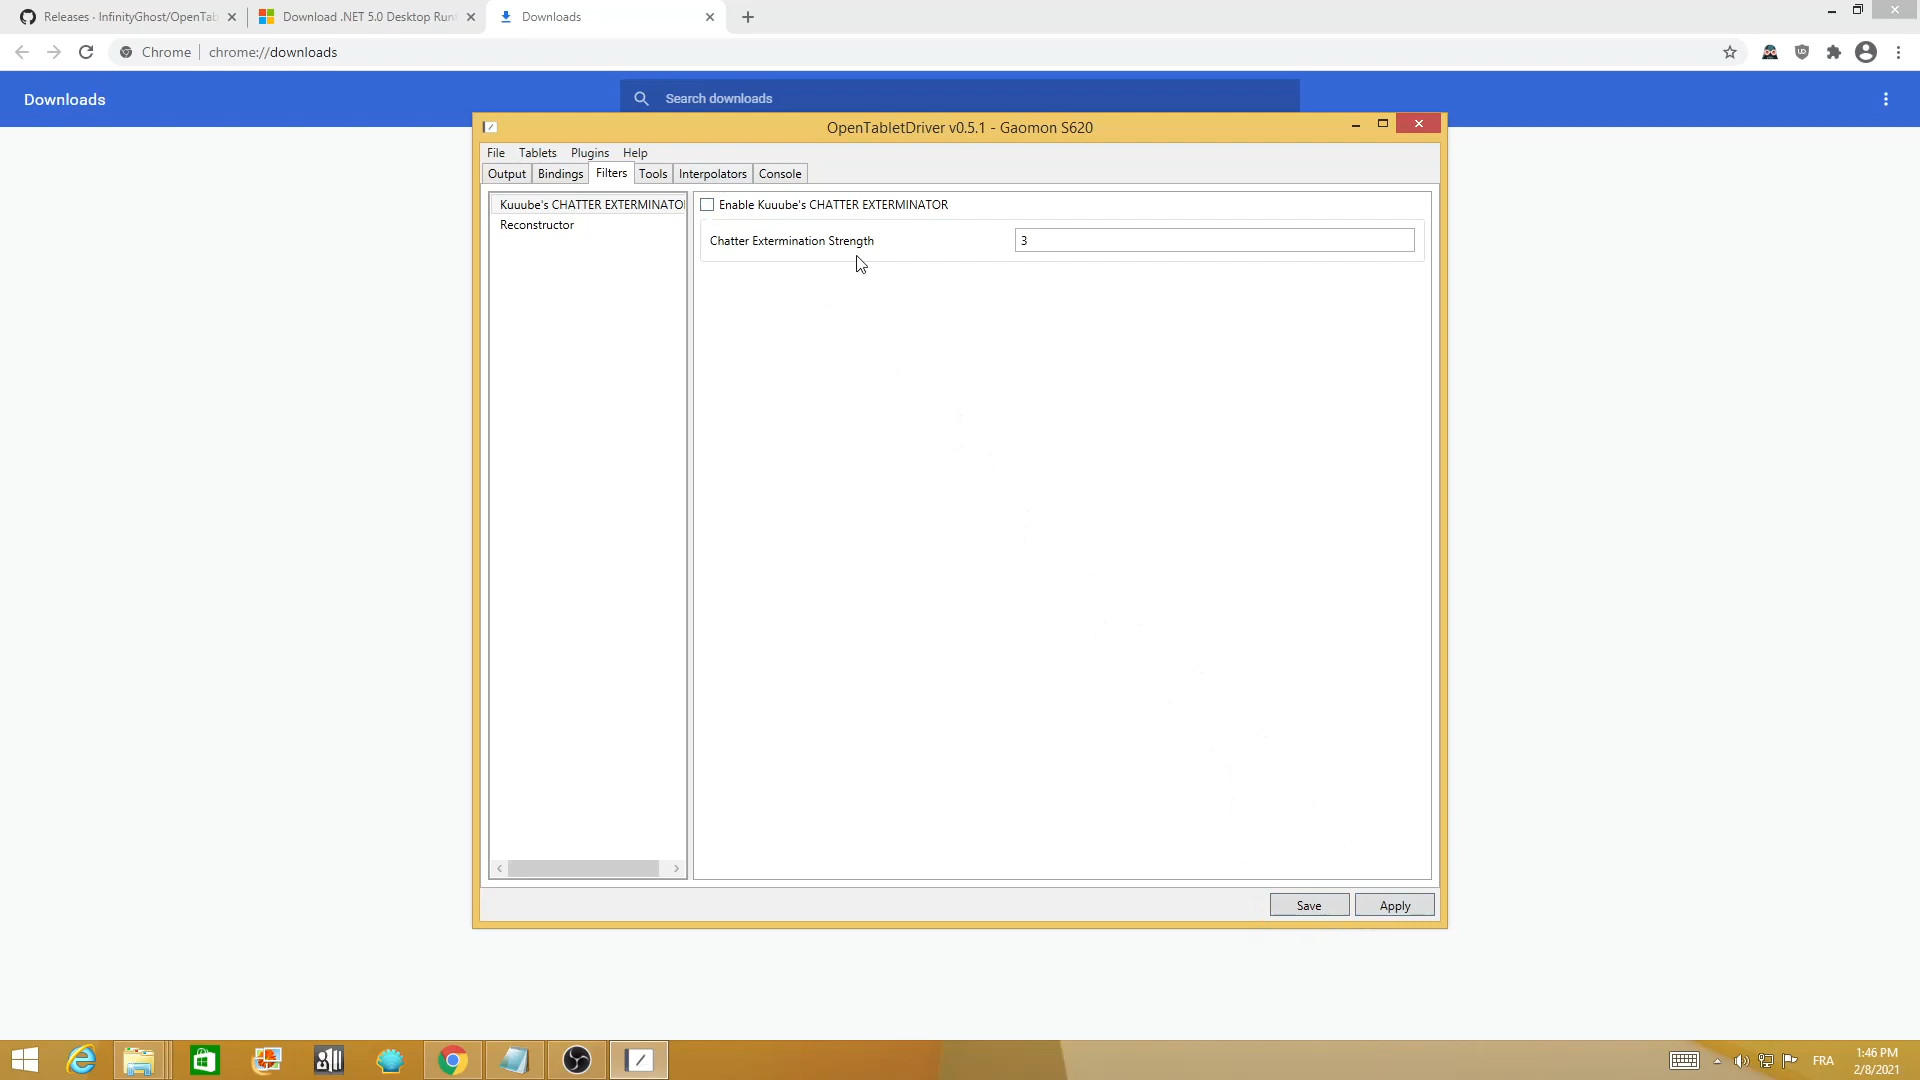 Releases · InfinityGhost/OpenTab
Download .NET 5.0 Desktop Runt
Downloads
Chrome
chrome://downloads
Downloads
Search downloads
OpenTabletDriver v0.5.1 - Gaomon S620
File Tablets Plugins Help
Output Bindings Filters Tools Interpolators Console
Kuuube's CHATTER EXTERMINATO
Reconstructor
Enable Kuuube's CHATTER EXTERMINATOR
Chatter Extermination Strength
3
Save
Apply
FRA
1:46 PM
2/8/2021